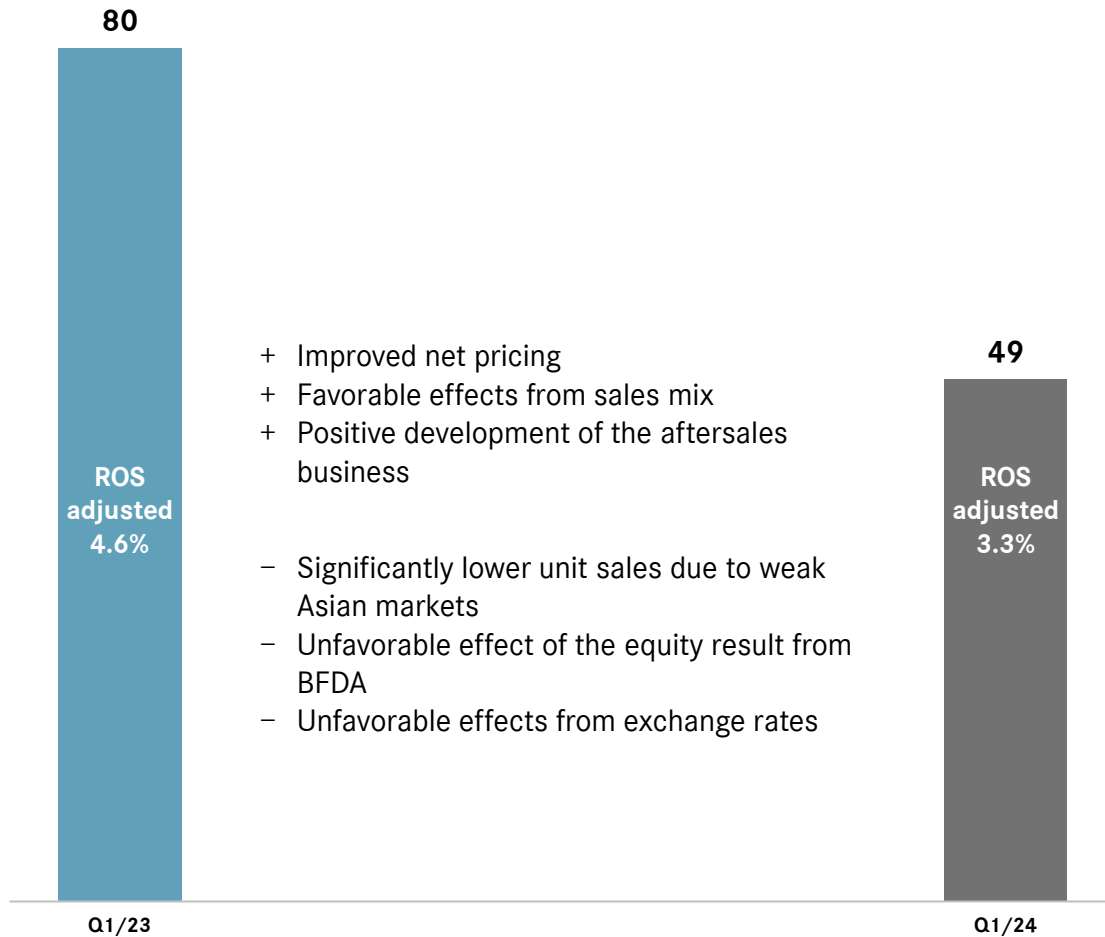 80
ROS
adjusted
4.6%
+ Improved net pricing
+ Favorable effects from sales mix
+ Positive development of the aftersales
business
− Significantly lower unit sales due to weak
Asian markets
− Unfavorable effect of the equity result from
BFDA
− Unfavorable effects from exchange rates
49
ROS
adjusted
3.3%
Q1/23
Q1/24